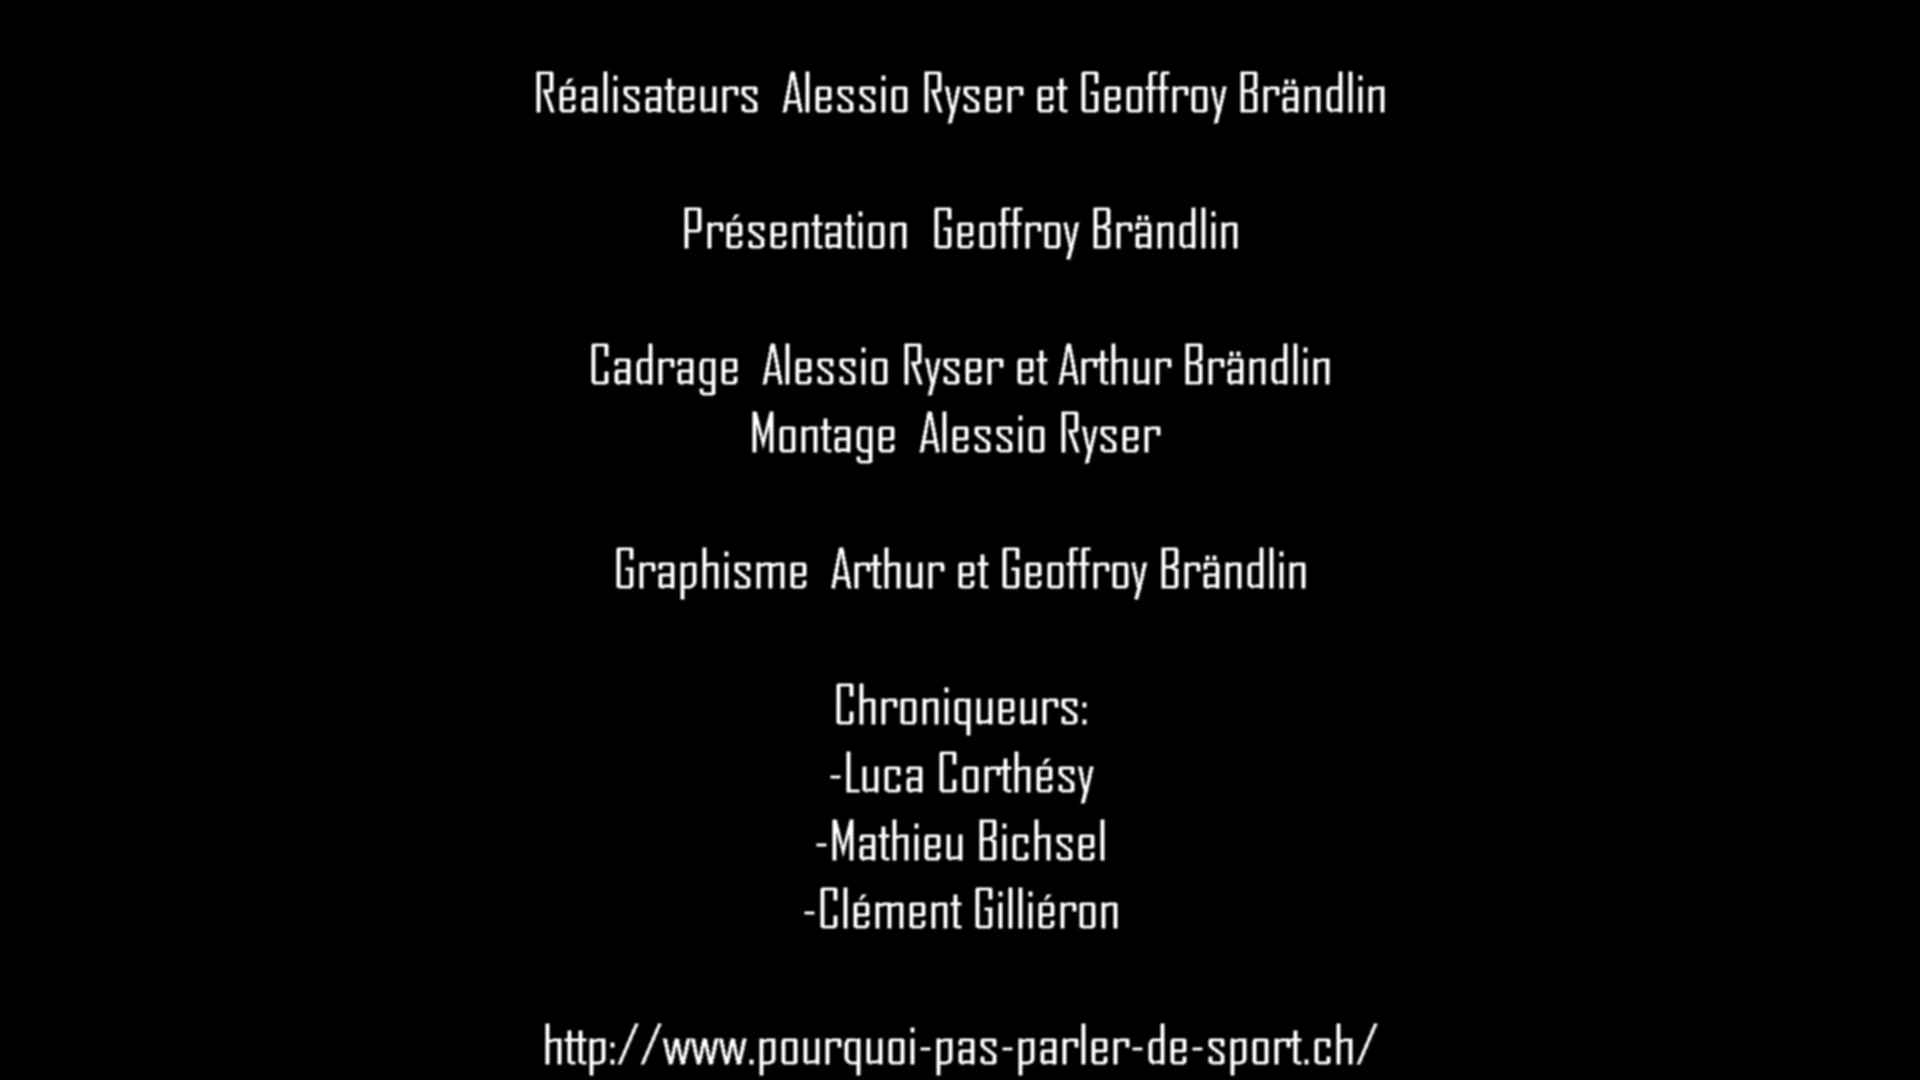 Réalisateurs  Alessio Ryser et Geoffroy Brändlin
Présentation  Geoffroy Brändlin
Cadrage  Alessio Ryser et Arthur Brändlin
Montage  Alessio Ryser
Graphisme  Arthur et Geoffroy Brändlin
Chroniqueurs:
-Luca Corthésy
-Mathieu Bichsel
-Clément Gilliéron
http://www.pourquoi-pas-parler-de-sport.ch/